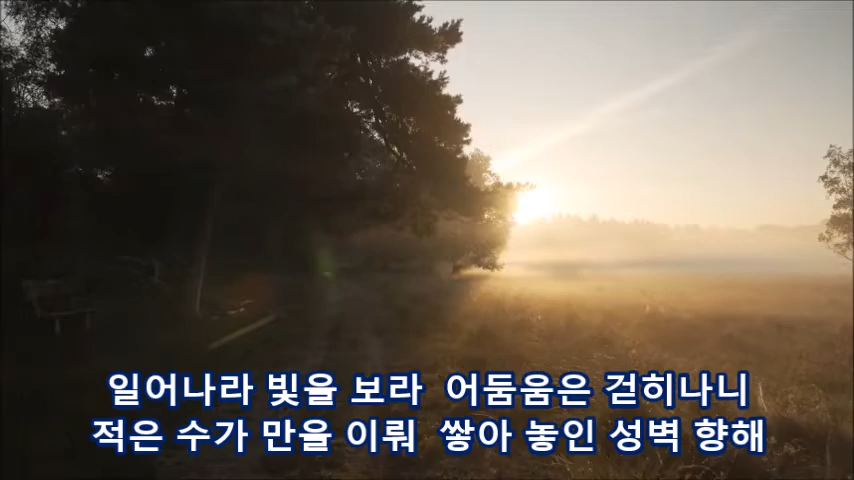 일어나라 빛을 보라 어둠움은 걷히나니
적은 수가 만을 이뤄 쌓아 놓인 성벽 향해